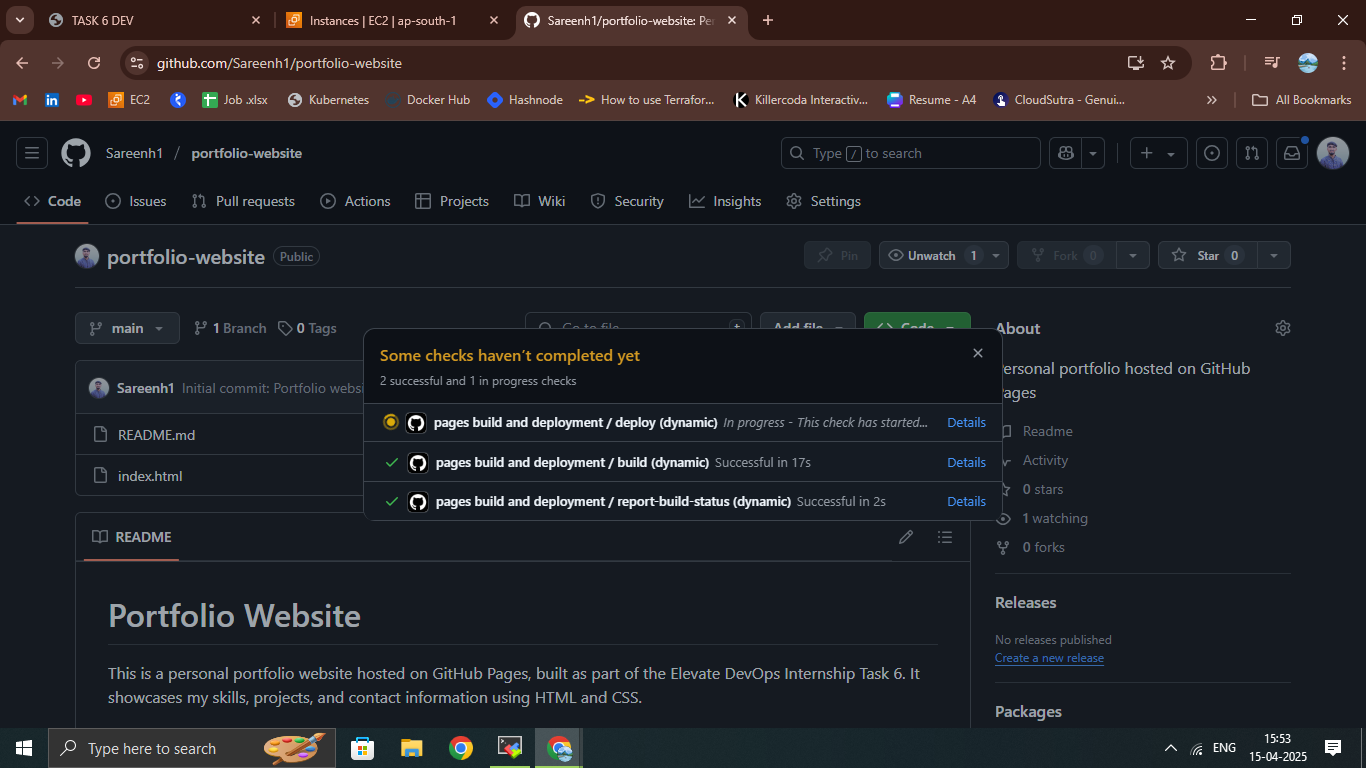 TASK 6 DEV
Instances | EC2 | ap-south-1
Sareenh1/portfolio-website: Pe
github.com/Sareenh1/portfolio-website
EC2
Job .xlsx
Kubernetes
Docker Hub
Hashnode
How to use Terrafor...
Killercoda Interactiv...
Resume - A4
CloudSutra - Genui...
»
All Bookmarks
Sareenh1 / portfolio-website
Type / to search
Code
Issues
Pull requests
Actions
Projects
Wiki
Security
Insights
Settings
portfolio-website Public
Pin
Unwatch 1
Fork 0
Star 0
main
1 Branch
0 Tags
Go to file
t
Add file
Code
About
Sareenh1 Initial commit: Portfolio websi
Some checks haven't completed yet
2 successful and 1 in progress checks
pages build and deployment / deploy (dynamic) In progress - This check has started... Details
pages build and deployment / build (dynamic) Successful in 17s Details
pages build and deployment / report-build-status (dynamic) Successful in 2s Details
ersonal portfolio hosted on GitHub
ages
README.md
index.html
Readme
Activity
0 stars
1 watching
0 forks
README
Portfolio Website
This is a personal portfolio website hosted on GitHub Pages, built as part of the Elevate DevOps Internship Task 6. It
showcases my skills, projects, and contact information using HTML and CSS.
Releases
No releases published
Create a new release
Packages
Type here to search
ENG
15:53
15-04-2025